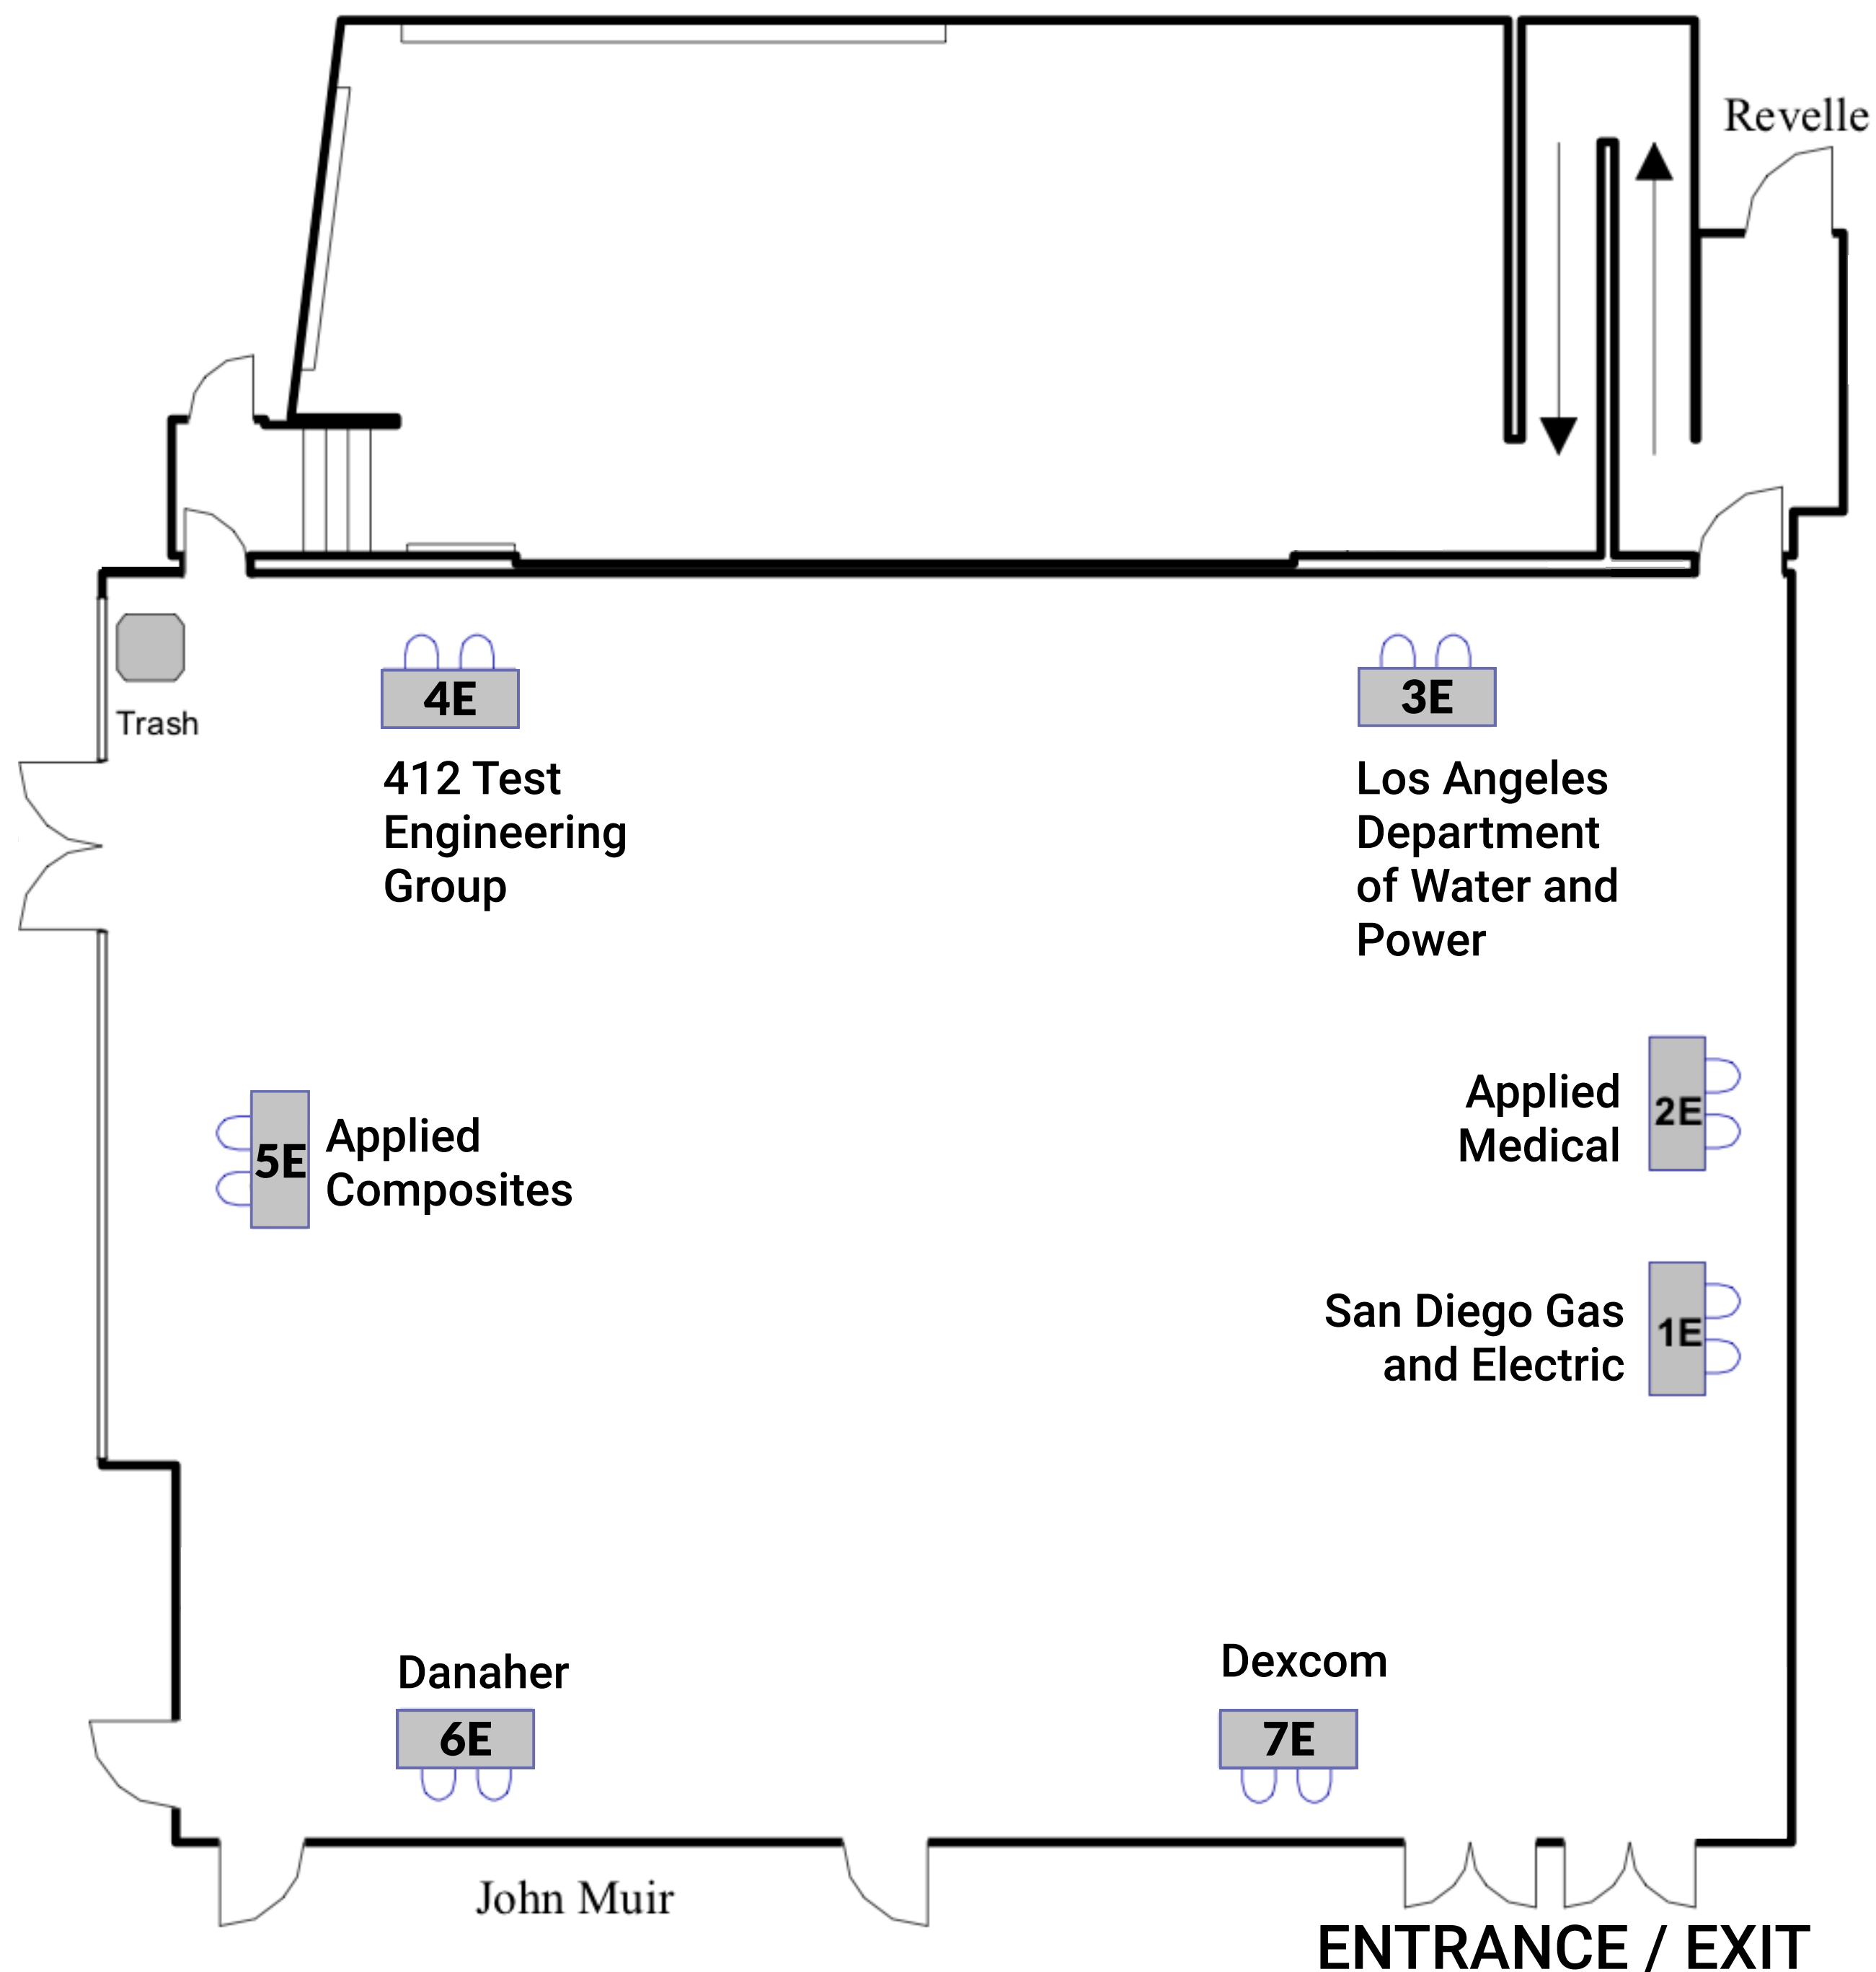 Revelle
4E
3E
Trash
412 Test
Engineering
Group
Los Angeles
Department
of Water and
Power
2E
Applied
Medical
5E
Applied
Composites
San Diego Gas
and Electric
1E
Danaher
6E
Dexcom
7E
John Muir
ENTRANCE / EXIT